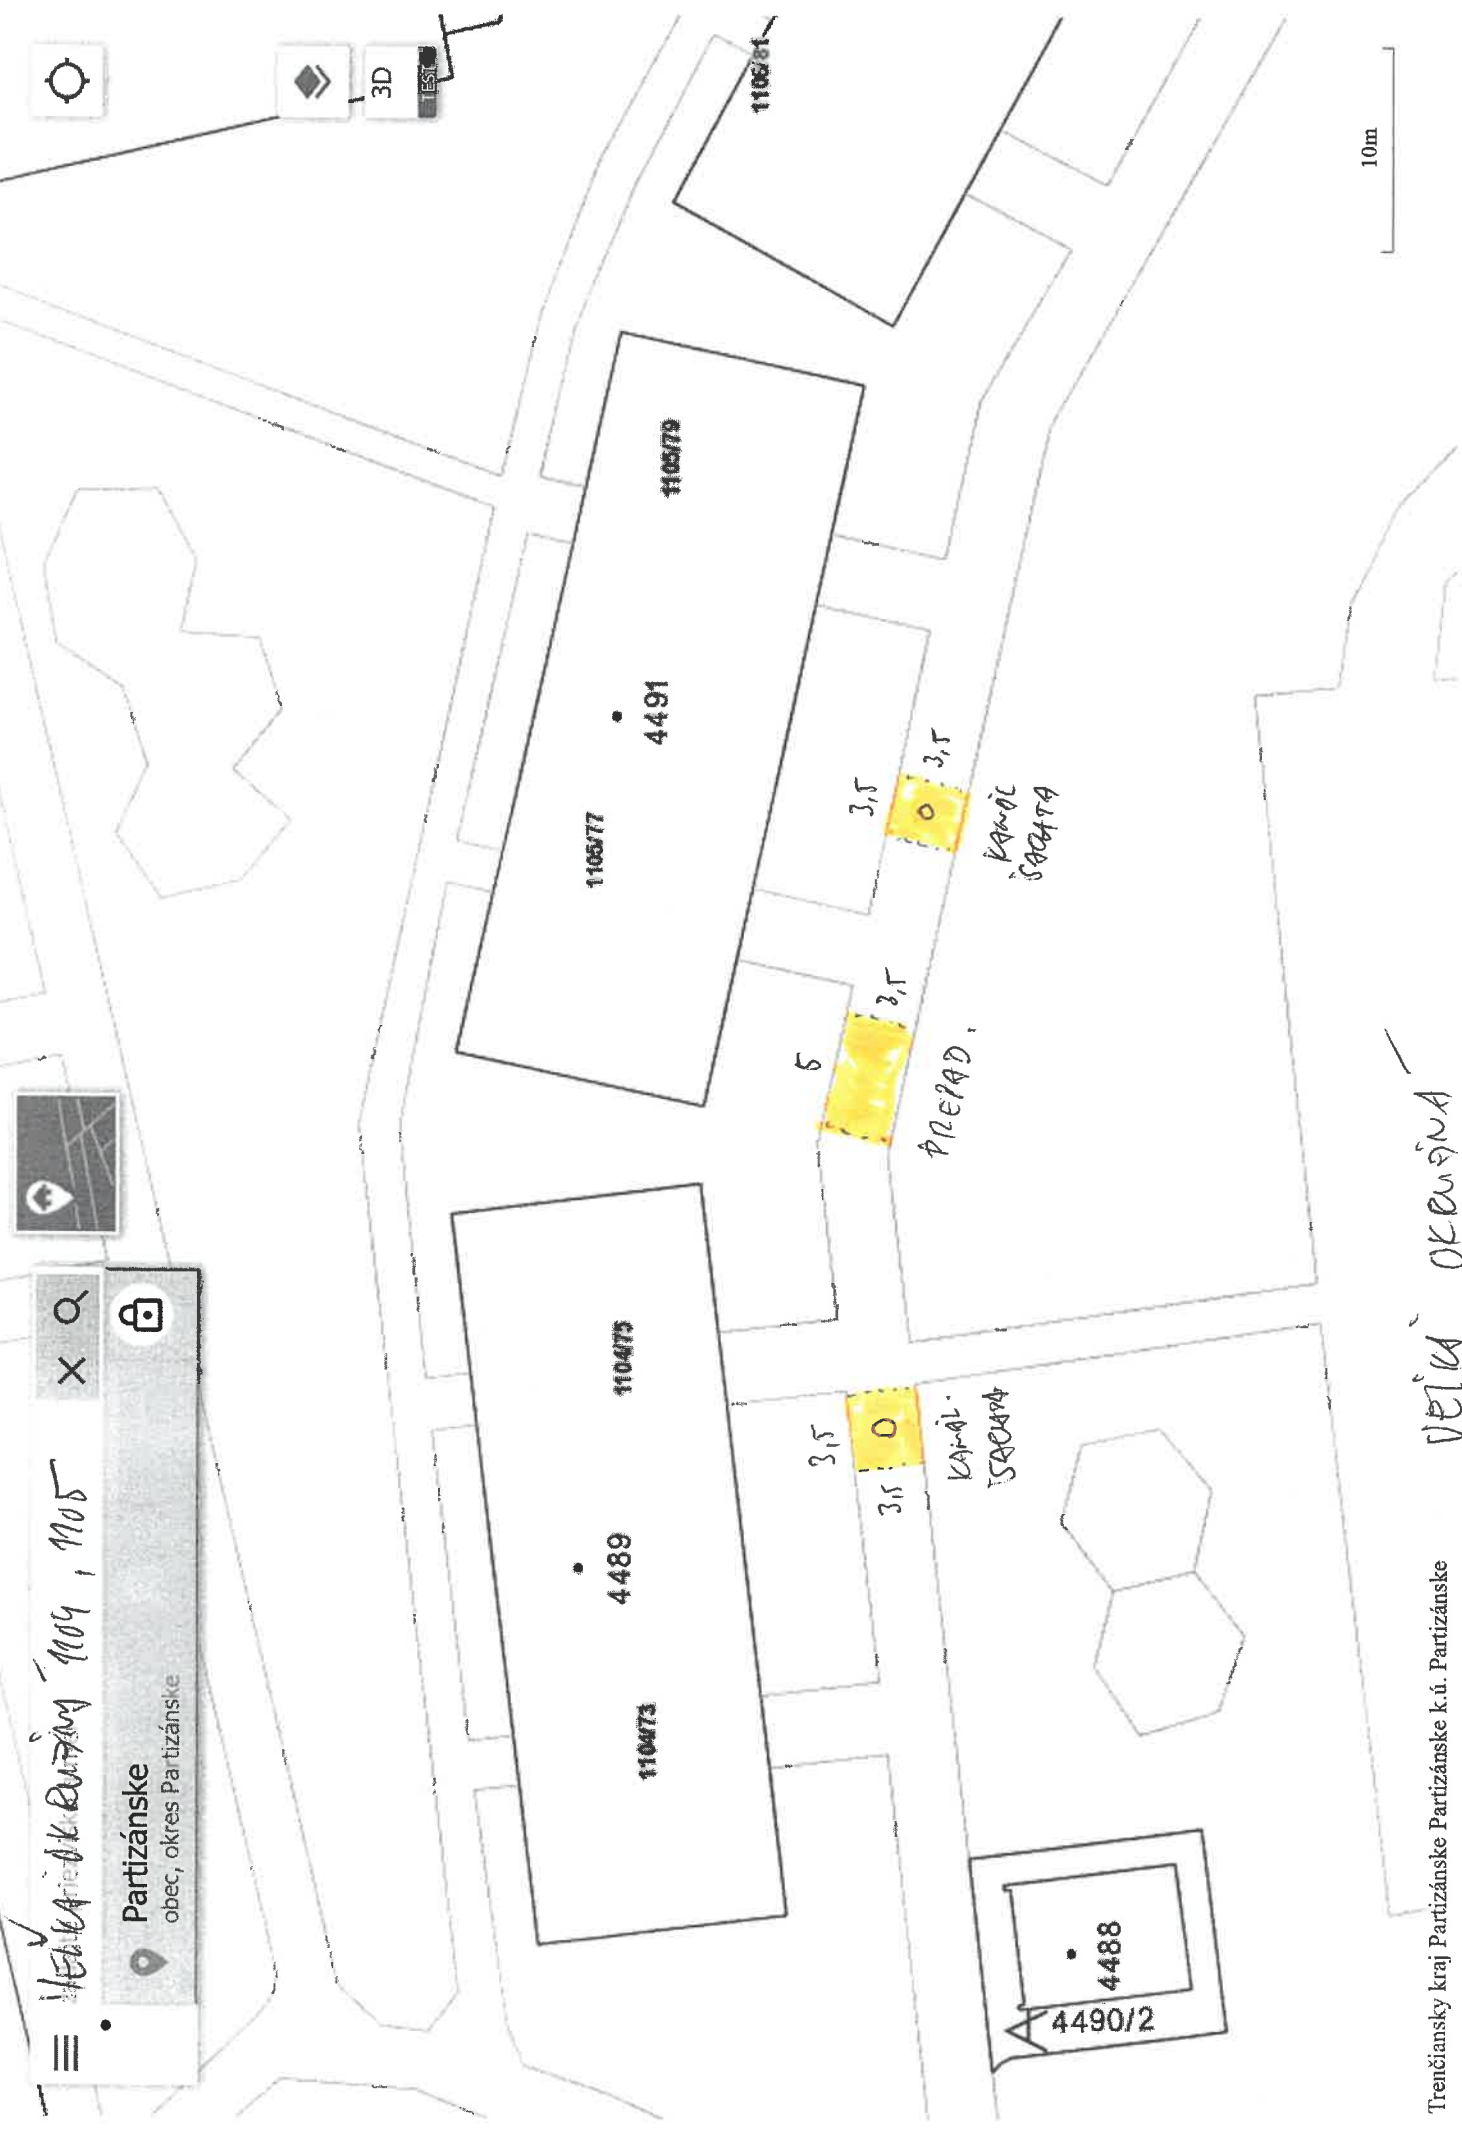 VEĽKÁ OKRUŽNÁ 1104, 1105
Partizánske
obec, okres Partizánske
3D
TEST
1106/81
1105/79
4491
1105/77
1104/75
4489
1104/73
3,5
3,5
KANÁL
ŠACHTA
5
3,5
PREPAD.
3,5
3,5
KANÁL.
ŠACHTA
4488
4490/2
10m
VEĽKÁ OKRUŽNÁ
Trenčiansky kraj Partizánske Partizánske k.ú. Partizánske